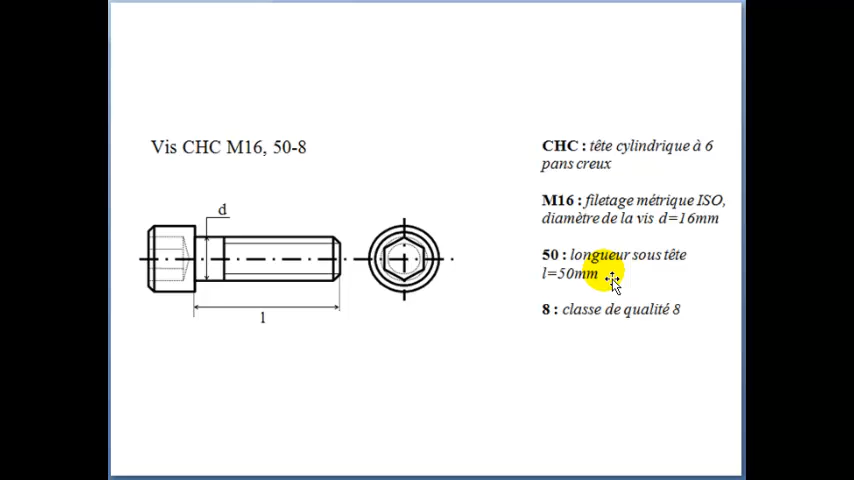 Vis CHC M16, 50-8
d
l
CHC : tête cylindrique à 6
pans creux
M16 : filetage métrique ISO,
diamètre de la vis d=16mm
50 : longueur sous tête
l=50mm
8 : classe de qualité 8